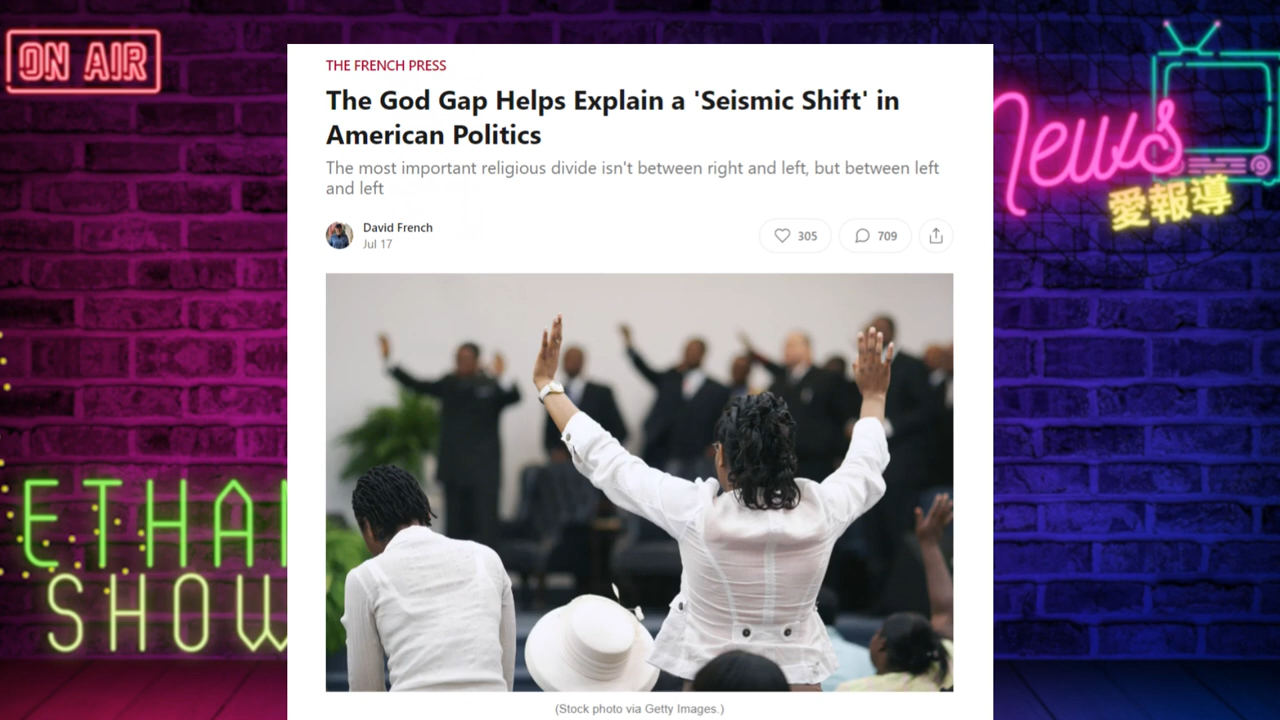 ON AIR
THE FRENCH PRESS
The God Gap Helps Explain a 'Seismic Shift' in
American Politics
The most important religious divide isn't between right and left, but between left
and left
David French
Jul 17
305
709
News
愛報導
ETHAN
SHOW
(Stock photo via Getty Images.)